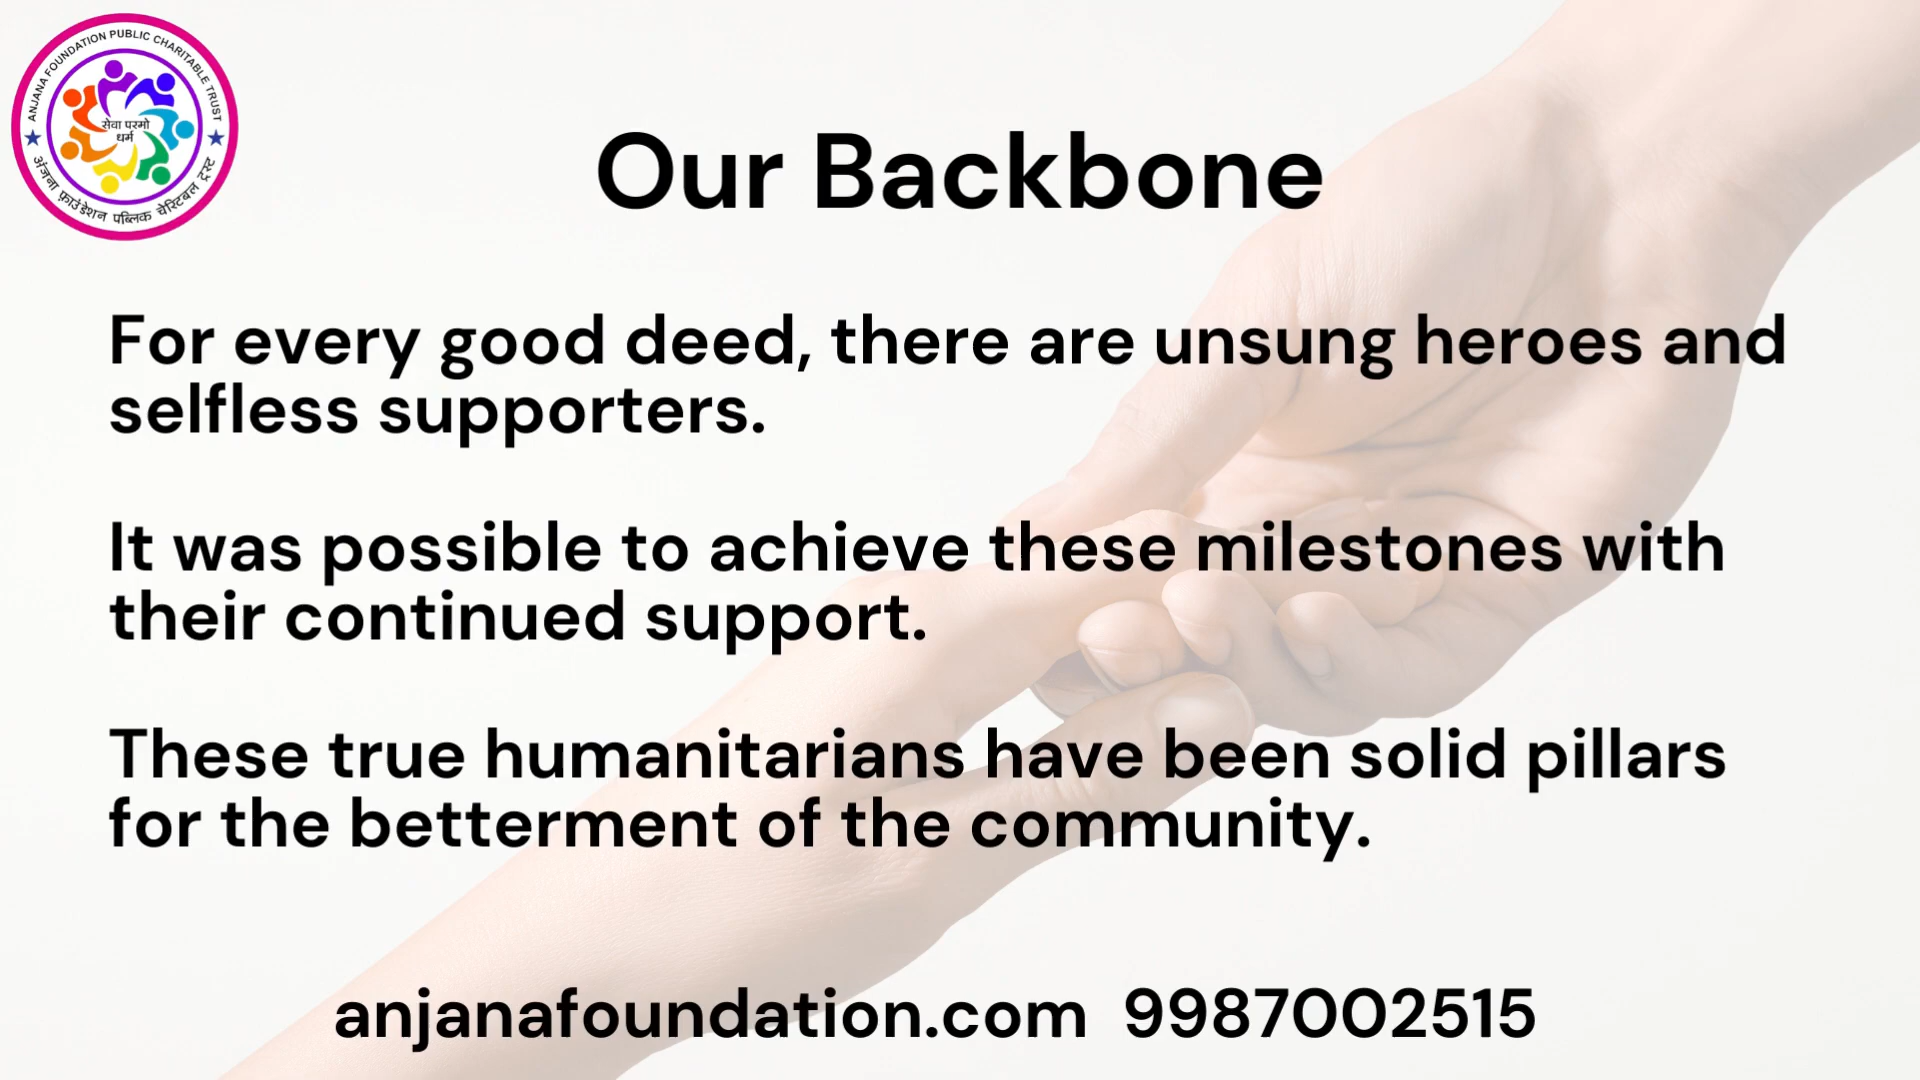 ANJANA FOUNDATION PUBLIC CHARITABLE TRUST
सेवा परमो
धर्म
अंजना फ़ाउंडेशन पब्लिक चेरिटबल ट्रस्ट
Our Backbone
For every good deed, there are unsung heroes and
selfless supporters.
It was possible to achieve these milestones with
their continued support.
These true humanitarians have been solid pillars
for the betterment of the community.
anjanafoundation.com 9987002515